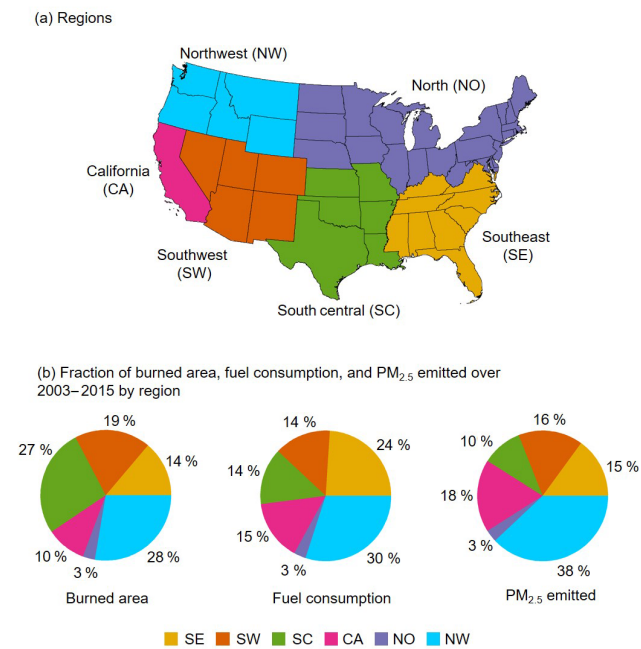 (a) Regions
Northwest (NW)
North (NO)
California
(CA)
Southeast
(SE)
Southwest
(SW)
South central (SC)
(b) Fraction of burned area, fuel consumption, and PM2.5 emitted over
2003–2015 by region
19 %
27 %
14 %
10 %
3 %
28 %
Burned area
14 %
24 %
14 %
15 %
3 %
30 %
Fuel consumption
16 %
10 %
15 %
18 %
3 %
38 %
PM2.5 emitted
SE SW SC CA NO NW